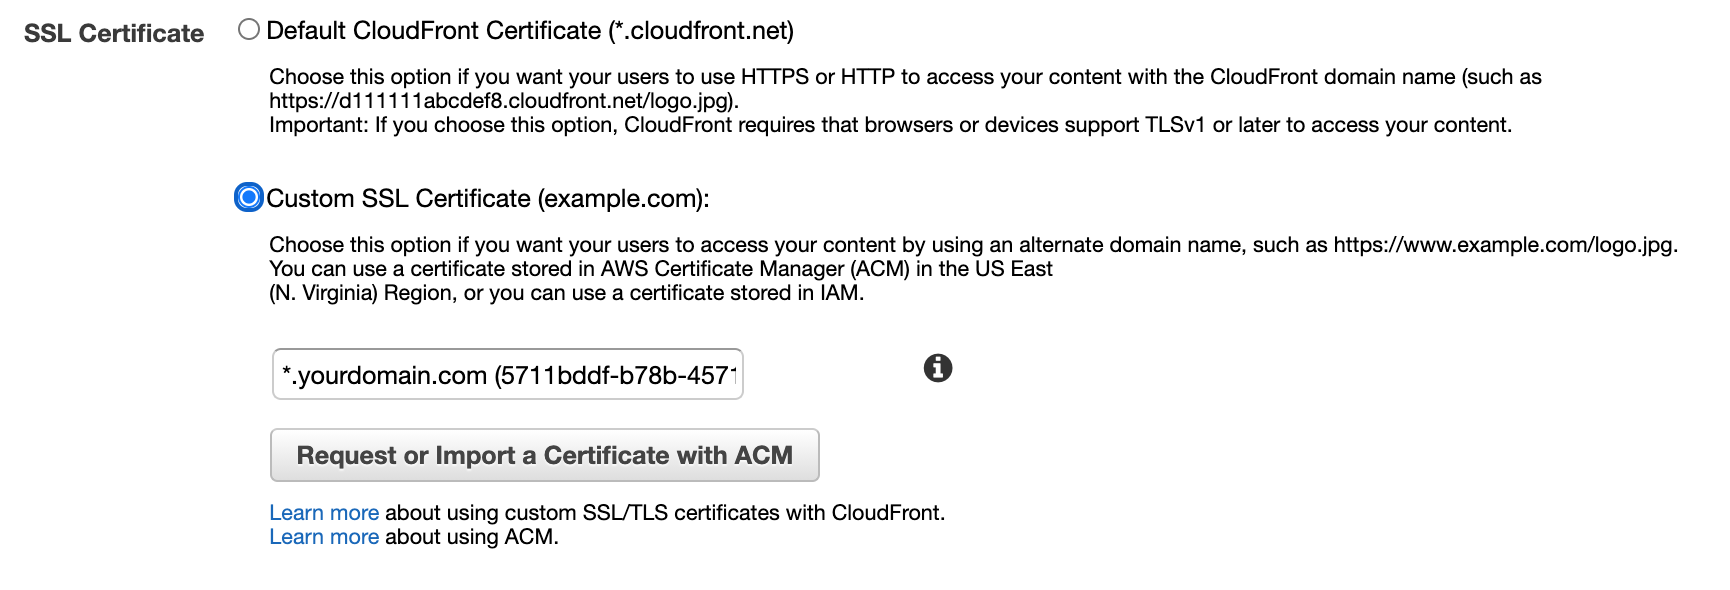 SSL Certificate
Default CloudFront Certificate (*.cloudfront.net)
Choose this option if you want your users to use HTTPS or HTTP to access your content with the CloudFront domain name (such as
https://d111111abcdef8.cloudfront.net/logo.jpg).
Important: If you choose this option, CloudFront requires that browsers or devices support TLSv1 or later to access your content.
Custom SSL Certificate (example.com):
Choose this option if you want your users to access your content by using an alternate domain name, such as https://www.example.com/logo.jpg.
You can use a certificate stored in AWS Certificate Manager (ACM) in the US East
(N. Virginia) Region, or you can use a certificate stored in IAM.
*.yourdomain.com (5711bddf-b78b-4571
Request or Import a Certificate with ACM
Learn more about using custom SSL/TLS certificates with CloudFront.
Learn more about using ACM.